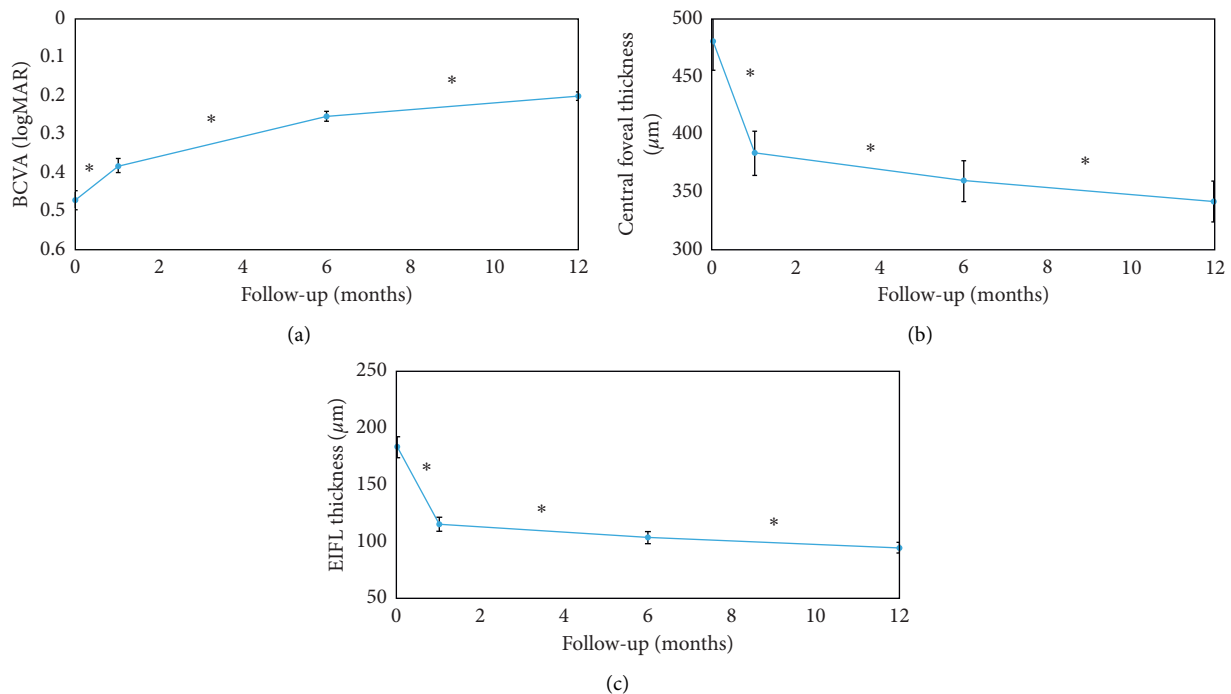 BCVA (logMAR)
0
0.1
0.2
0.3
0.4
0.5
0.6
*
*
*
0 2 4 6 8 10 12
Follow-up (months)
(a)
Central foveal thickness
(μm)
500
450
400
350
300
*
*
*
0 2 4 6 8 10 12
Follow-up (months)
(b)
EIFL thickness (μm)
250
200
150
100
50
*
*
*
0 2 4 6 8 10 12
Follow-up (months)
(c)